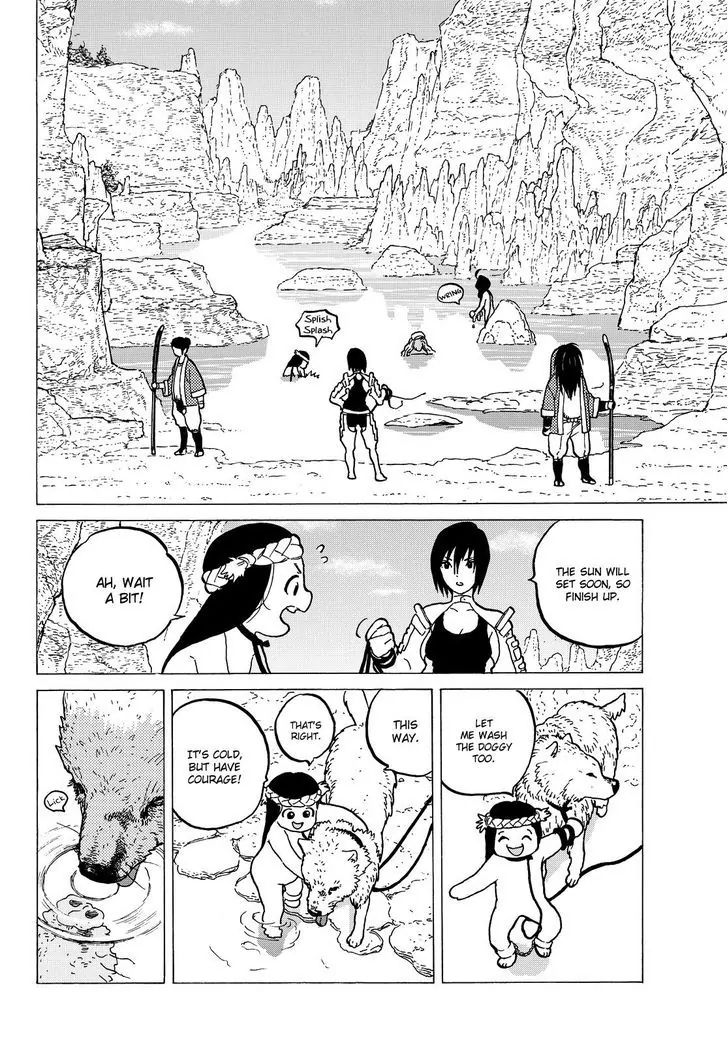 WRING
Splish
Splash
THE SUN WILL
SET SOON, SO
FINISH UP.
AH, WAIT
A BIT!
LET
ME WASH
THE DOGGY
TOO.
THIS
WAY.
THAT'S
RIGHT.
IT'S COLD,
BUT HAVE
COURAGE!
Lick